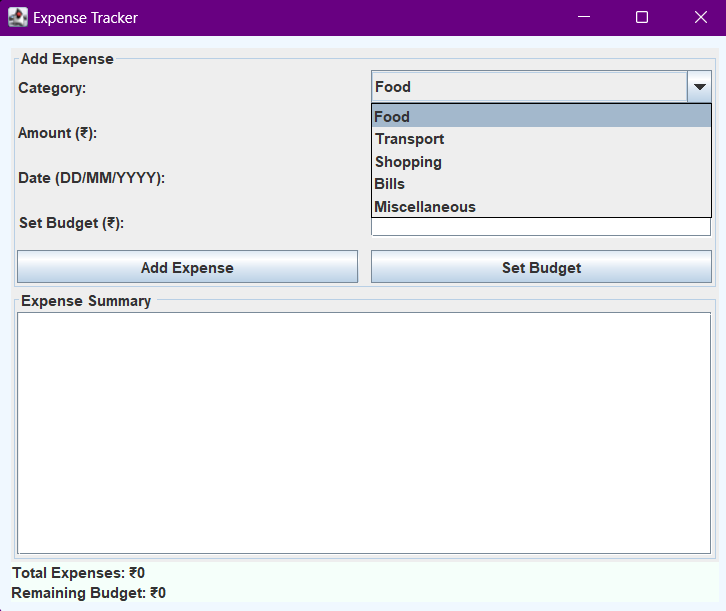 Expense Tracker
Add Expense
Category:
Food
Food
Transport
Shopping
Bills
Miscellaneous
Amount (₹):
Date (DD/MM/YYYY):
Set Budget (₹):
Add Expense
Set Budget
Expense Summary
Total Expenses: ₹0
Remaining Budget: ₹0